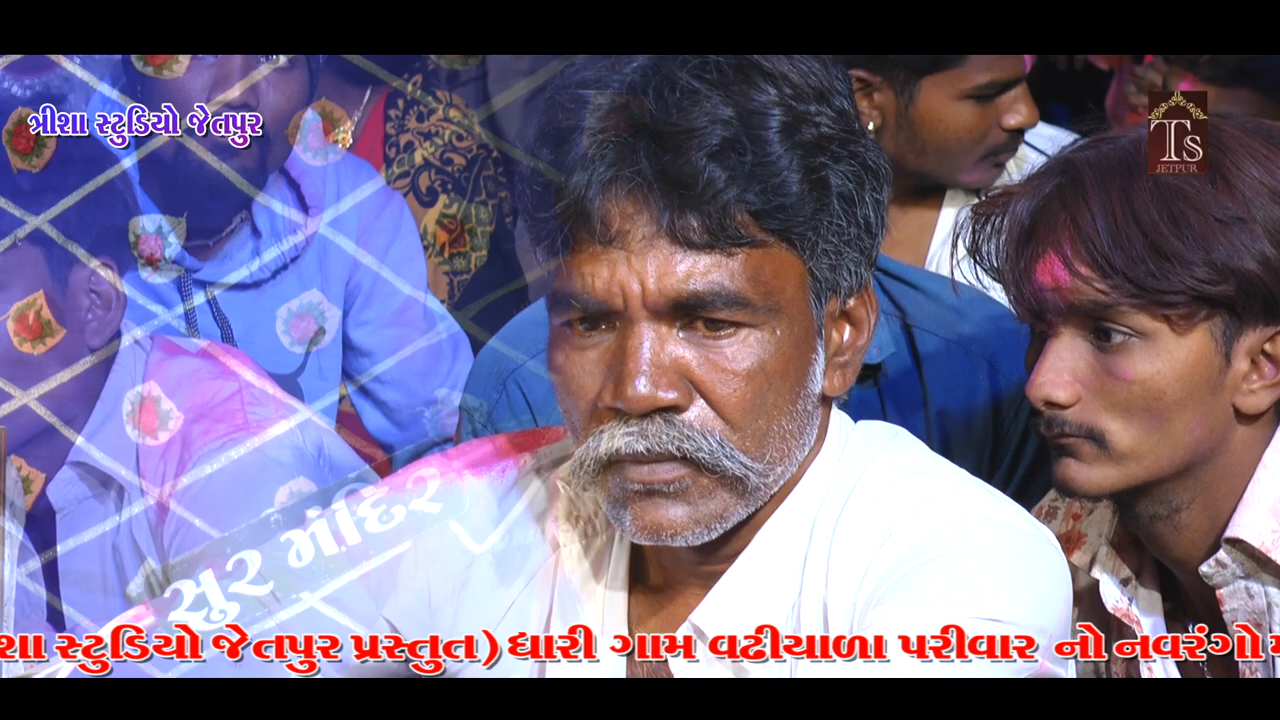 ત્રીશા સ્ટુડિયો જેતપુર
Ts
JETPUR
સુર મંદિર
શા સ્ટુડિયો જેતપુર પ્રસ્તુત) ધારી ગામ વઢીયાળા પરીવાર નો નવરંગો